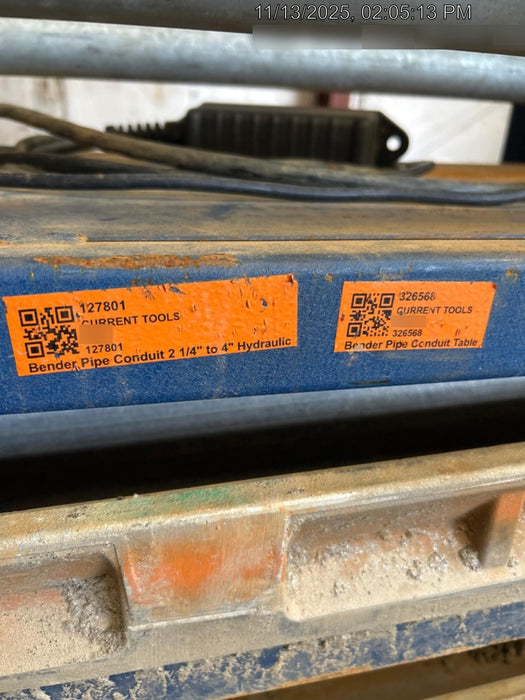 11/13/2025, 02:05:13 PM
127801
CURRENT TOOLS
127801
Bender Pipe Conduit 2 1/4" to 4" Hydraulic
326568
CURRENT TOOLS
326568
Bender Pipe Conduit Table